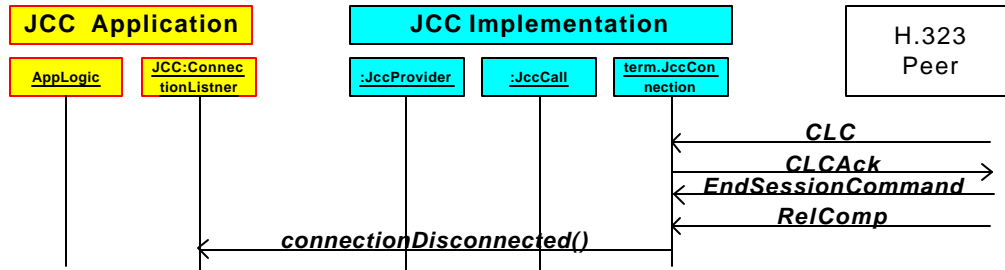 JCC Application
JCC Implementation
H.323
Peer
AppLogic
JCC:Connec
tionListner
:JccProvider
:JccCall
term.JccCon
nection
CLC
CLCAck
EndSessionCommand
RelComp
connectionDisconnected()